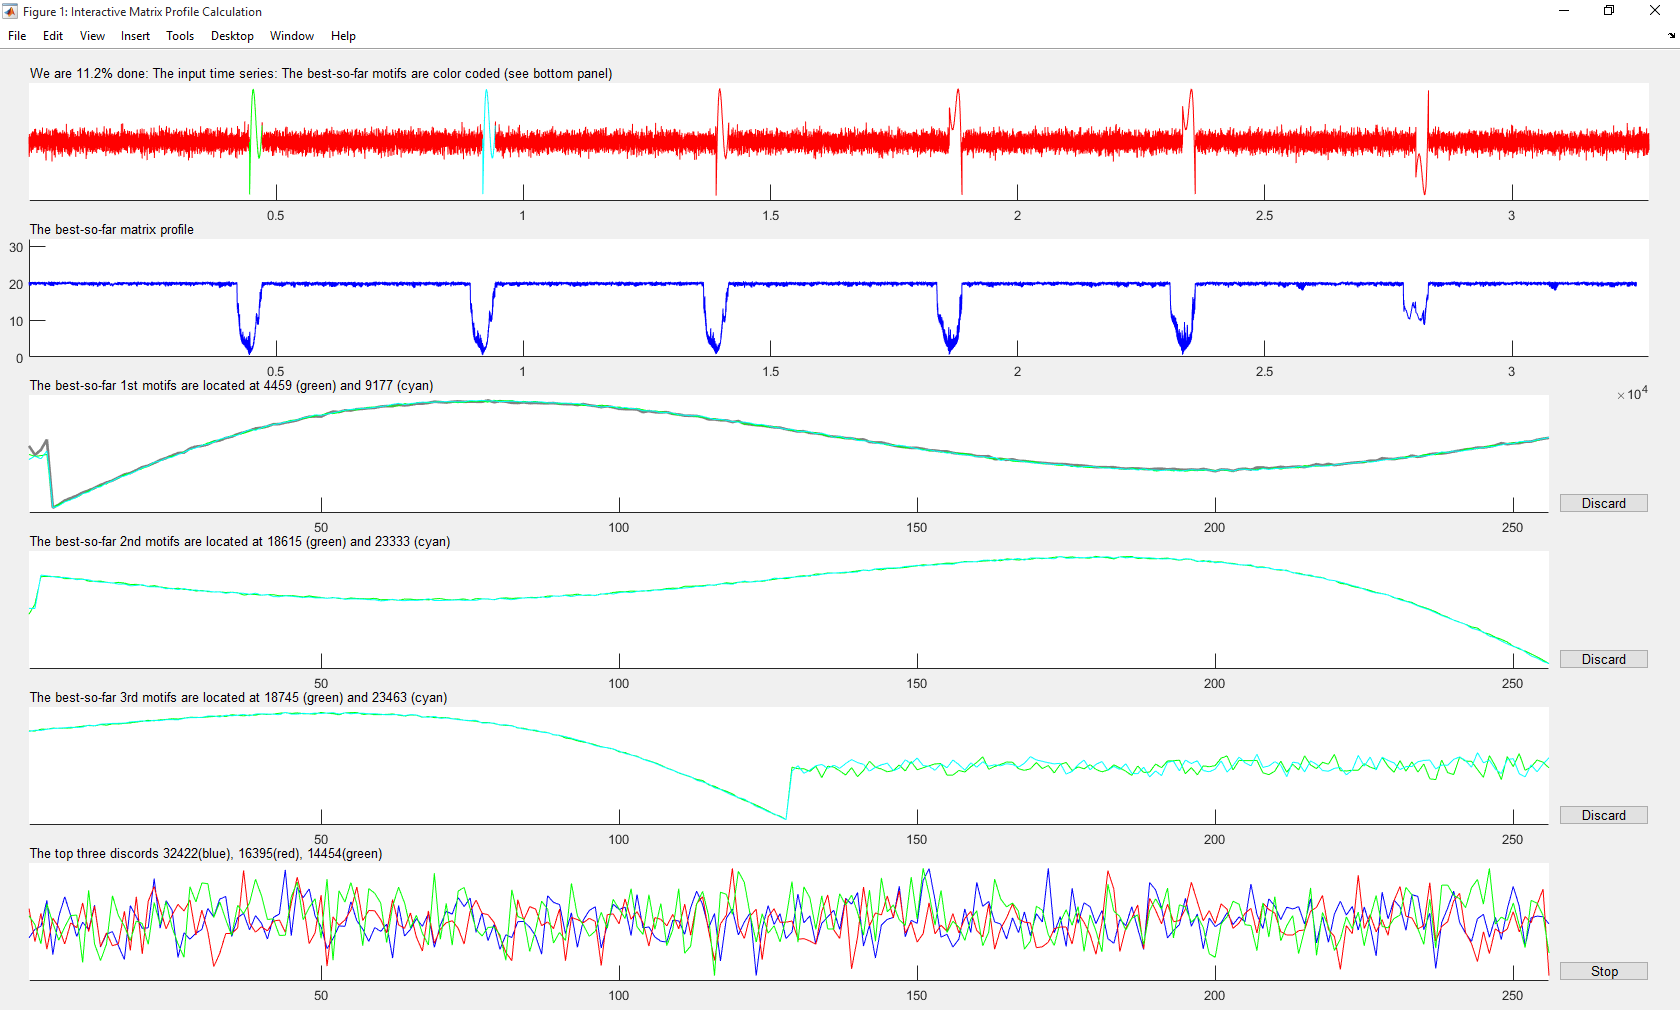 Figure 1: Interactive Matrix Profile Calculation
File Edit View Insert Tools Desktop Window Help
We are 11.2% done: The input time series: The best-so-far motifs are color coded (see bottom panel)
0.5 1 1.5 2 2.5 3
The best-so-far matrix profile
30
20
10
0
0.5 1 1.5 2 2.5 3
×10^4
The best-so-far 1st motifs are located at 4459 (green) and 9177 (cyan)
50 100 150 200 250
Discard
The best-so-far 2nd motifs are located at 18615 (green) and 23333 (cyan)
50 100 150 200 250
Discard
The best-so-far 3rd motifs are located at 18745 (green) and 23463 (cyan)
50 100 150 200 250
Discard
The top three discords 32422(blue), 16395(red), 14454(green)
50 100 150 200 250
Stop